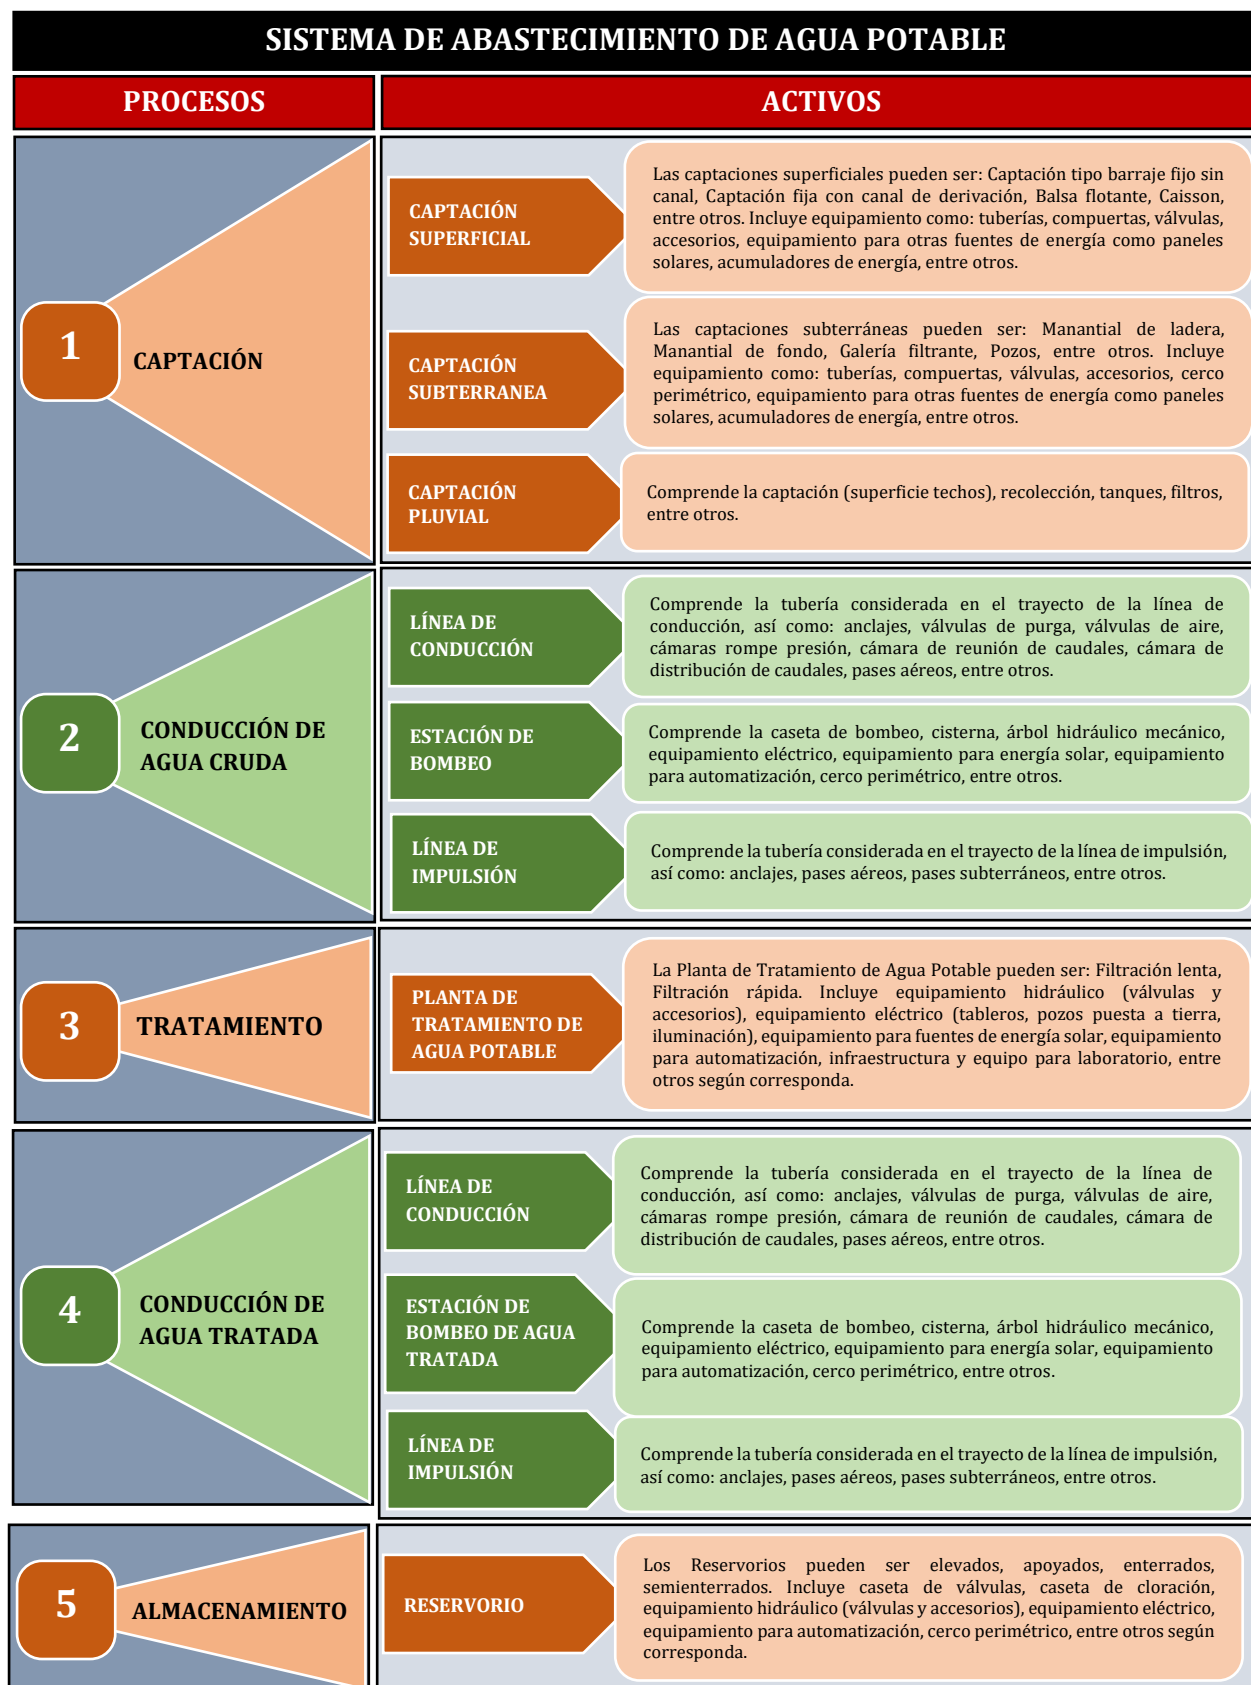 SISTEMA DE ABASTECIMIENTO DE AGUA POTABLE
PROCESOS
ACTIVOS
1
CAPTACIÓN
CAPTACIÓN
SUPERFICIAL
Las captaciones superficiales pueden ser: Captación tipo barraje fijo sin
canal, Captación fija con canal de derivación, Balsa flotante, Caisson,
entre otros. Incluye equipamiento como: tuberías, compuertas, válvulas,
accesorios, equipamiento para otras fuentes de energía como paneles
solares, acumuladores de energía, entre otros.
CAPTACIÓN
SUBTERRANEA
Las captaciones subterráneas pueden ser: Manantial de ladera,
Manantial de fondo, Galería filtrante, Pozos, entre otros. Incluye
equipamiento como: tuberías, compuertas, válvulas, accesorios, cerco
perimétrico, equipamiento para otras fuentes de energía como paneles
solares, acumuladores de energía, entre otros.
CAPTACIÓN
PLUVIAL
Comprende la captación (superficie techos), recolección, tanques, filtros,
entre otros.
2
CONDUCCIÓN DE
AGUA CRUDA
LÍNEA DE
CONDUCCIÓN
Comprende la tubería considerada en el trayecto de la línea de
conducción, así como: anclajes, válvulas de purga, válvulas de aire,
cámaras rompe presión, cámara de reunión de caudales, cámara de
distribución de caudales, pases aéreos, entre otros.
ESTACIÓN DE
BOMBEO
Comprende la caseta de bombeo, cisterna, árbol hidráulico mecánico,
equipamiento eléctrico, equipamiento para energía solar, equipamiento
para automatización, cerco perimétrico, entre otros.
LÍNEA DE
IMPULSIÓN
Comprende la tubería considerada en el trayecto de la línea de impulsión,
así como: anclajes, pases aéreos, pases subterráneos, entre otros.
3
TRATAMIENTO
PLANTA DE
TRATAMIENTO DE
AGUA POTABLE
La Planta de Tratamiento de Agua Potable pueden ser: Filtración lenta,
Filtración rápida. Incluye equipamiento hidráulico (válvulas y
accesorios), equipamiento eléctrico (tableros, pozos puesta a tierra,
iluminación), equipamiento para fuentes de energía solar, equipamiento
para automatización, infraestructura y equipo para laboratorio, entre
otros según corresponda.
4
CONDUCCIÓN DE
AGUA TRATADA
LÍNEA DE
CONDUCCIÓN
Comprende la tubería considerada en el trayecto de la línea de
conducción, así como: anclajes, válvulas de purga, válvulas de aire,
cámaras rompe presión, cámara de reunión de caudales, cámara de
distribución de caudales, pases aéreos, entre otros.
ESTACIÓN DE
BOMBEO DE AGUA
TRATADA
Comprende la caseta de bombeo, cisterna, árbol hidráulico mecánico,
equipamiento eléctrico, equipamiento para energía solar, equipamiento
para automatización, cerco perimétrico, entre otros.
LÍNEA DE
IMPULSIÓN
Comprende la tubería considerada en el trayecto de la línea de impulsión,
así como: anclajes, pases aéreos, pases subterráneos, entre otros.
5
ALMACENAMIENTO
RESERVORIO
Los Reservorios pueden ser elevados, apoyados, enterrados,
semienterrados. Incluye caseta de válvulas, caseta de cloración,
equipamiento hidráulico (válvulas y accesorios), equipamiento eléctrico,
equipamiento para automatización, cerco perimétrico, entre otros según
corresponda.